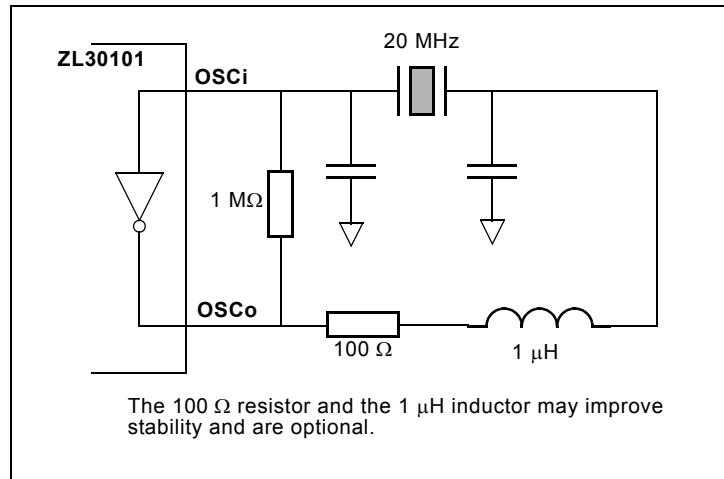 20 MHz
ZL30101
OSCi
1 MΩ
OSCo
100 Ω
1 μH
The 100 Ω resistor and the 1 μH inductor may improve
stability and are optional.